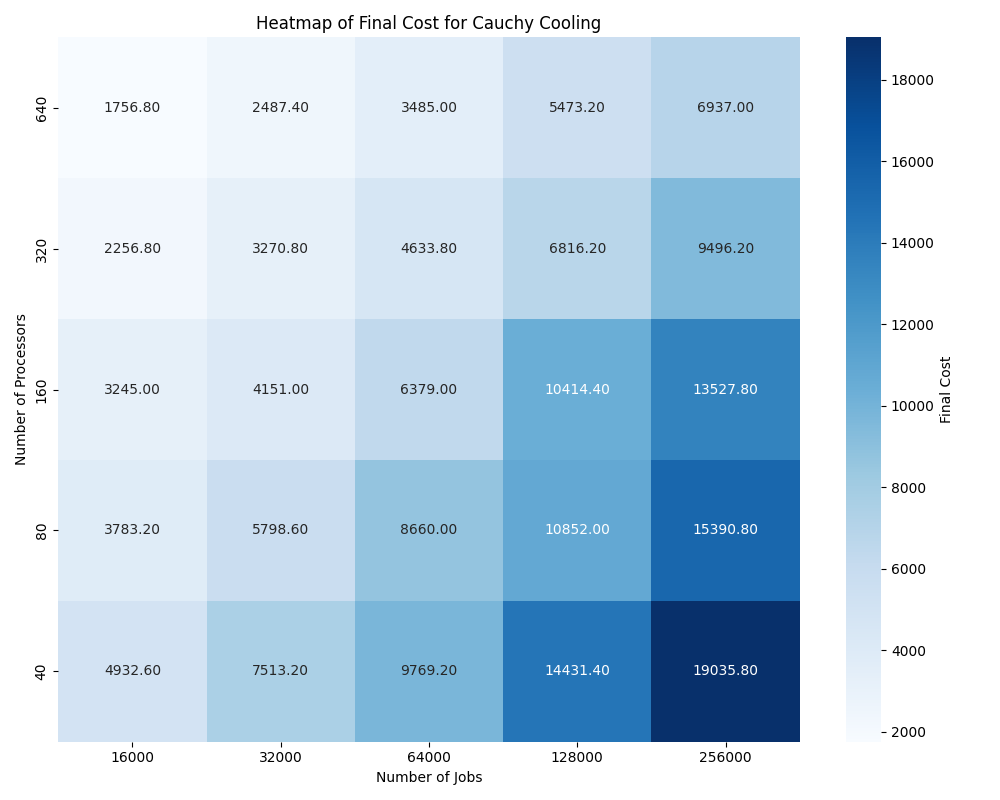 Heatmap of Final Cost for Cauchy Cooling
Number of Processors
640
1756.80 2487.40 3485.00 5473.20 6937.00
320
2256.80 3270.80 4633.80 6816.20 9496.20
160
3245.00 4151.00 6379.00 10414.40 13527.80
80
3783.20 5798.60 8660.00 10852.00 15390.80
40
4932.60 7513.20 9769.20 14431.40 19035.80
16000 32000 64000 128000 256000
Number of Jobs
18000
16000
14000
12000
10000
8000
6000
4000
2000
Final Cost